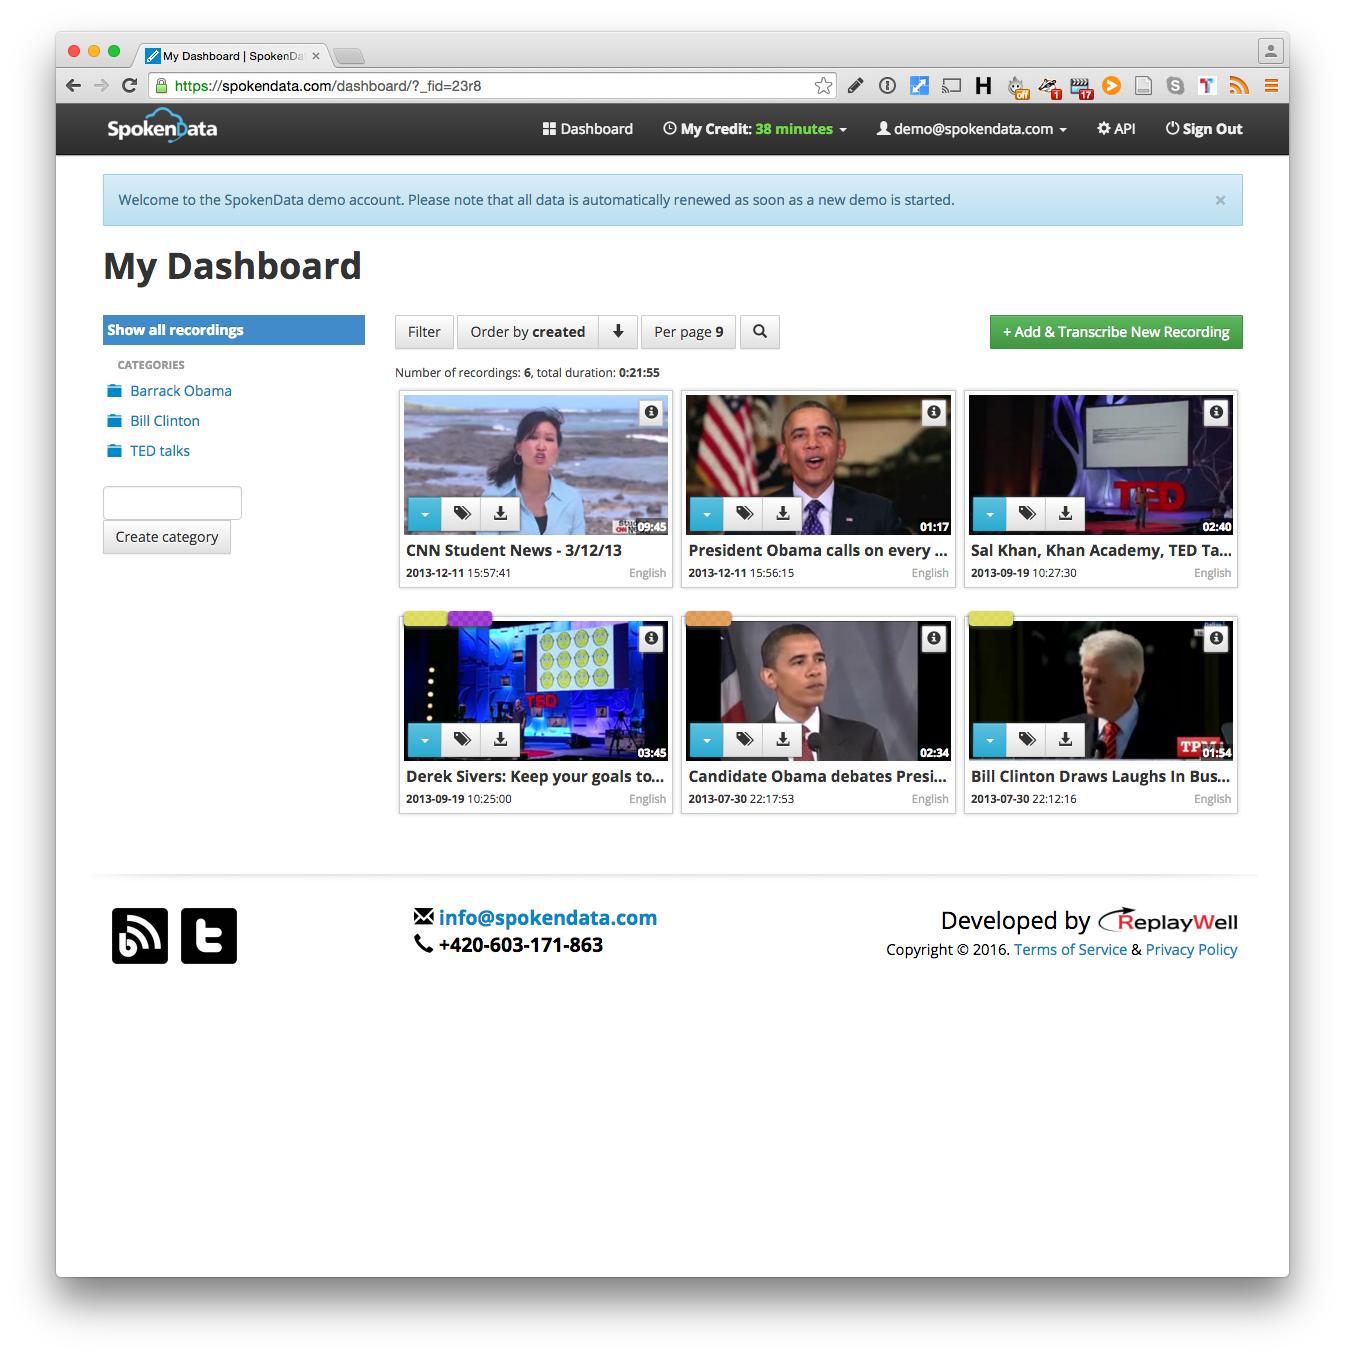 My Dashboard | SpokenDat
https://spokendata.com/dashboard/?_fid=23r8
H
off
1
17
T
SpokenData
Dashboard
My Credit: 38 minutes
demo@spokendata.com
API
Sign Out
Welcome to the SpokenData demo account. Please note that all data is automatically renewed as soon as a new demo is started.
×
My Dashboard
Show all recordings
CATEGORIES
Barrack Obama
Bill Clinton
TED talks
Create category
Filter
Order by created
Per page 9
+ Add & Transcribe New Recording
Number of recordings: 6, total duration: 0:21:55
09:45
CNN Student News - 3/12/13
2013-12-11 15:57:41 English
01:17
President Obama calls on every ...
2013-12-11 15:56:15 English
TED
02:40
Sal Khan, Khan Academy, TED Ta...
2013-09-19 10:27:30 English
TED
03:45
Derek Sivers: Keep your goals to...
2013-09-19 10:25:00 English
02:34
Candidate Obama debates Presi...
2013-07-30 22:17:53 English
TPM
01:54
Bill Clinton Draws Laughs In Bus...
2013-07-30 22:12:16 English
info@spokendata.com
+420-603-171-863
Developed by ReplayWell
Copyright © 2016. Terms of Service & Privacy Policy